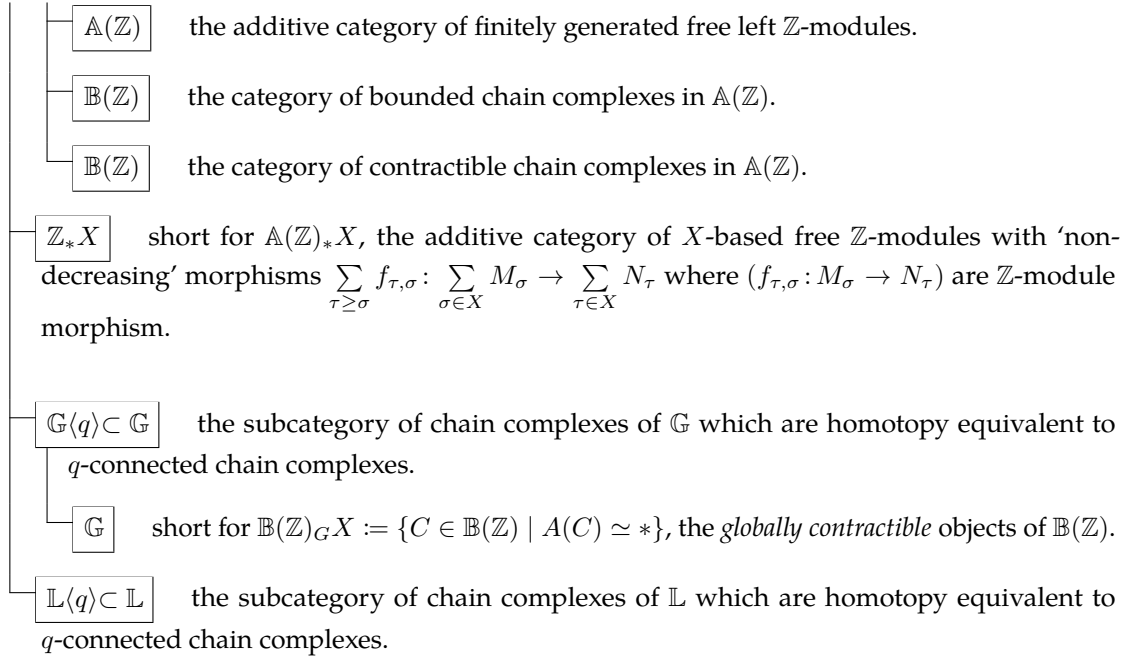 𝔸(ℤ) the additive category of finitely generated free left ℤ-modules.
𝔹(ℤ) the category of bounded chain complexes in 𝔸(ℤ).
𝔹(ℤ) the category of contractible chain complexes in 𝔸(ℤ).
ℤ∗X short for 𝔸(ℤ)∗X, the additive category of X-based free ℤ-modules with ‘non-
decreasing’ morphisms ∑_{τ≥σ} f_{τ,σ}: ∑_{σ∈X} M_σ → ∑_{τ∈X} N_τ where (f_{τ,σ}: M_σ → N_τ) are ℤ-module
morphism.
𝔾⟨q⟩⊂ 𝔾 the subcategory of chain complexes of 𝔾 which are homotopy equivalent to
q-connected chain complexes.
𝔾 short for 𝔹(ℤ)_G X := {C ∈ 𝔹(ℤ) | A(C) ≃ ∗}, the globally contractible objects of 𝔹(ℤ).
𝕃⟨q⟩⊂ 𝕃 the subcategory of chain complexes of 𝕃 which are homotopy equivalent to
q-connected chain complexes.